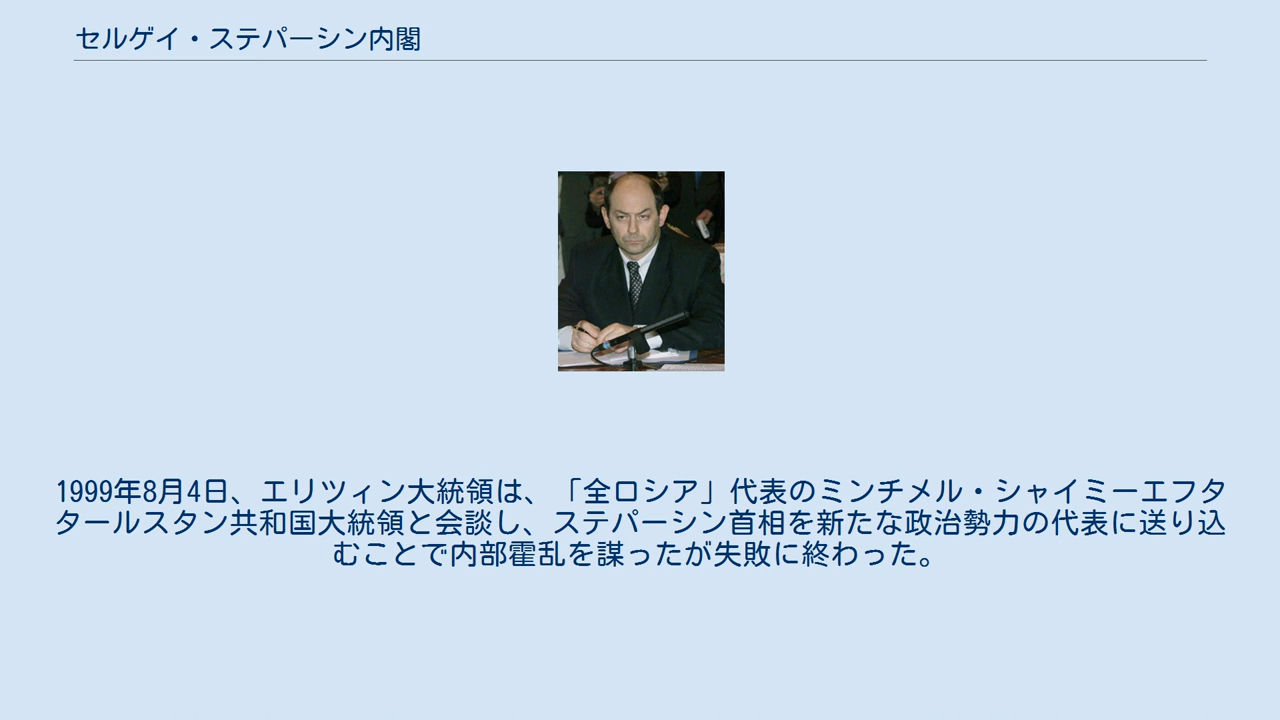 セルゲイ・ステパーシン内閣
1999年8月4日、エリツィン大統領は、「全ロシア」代表のミンチメル・シャイミーエフタ
タールスタン共和国大統領と会談し、ステパーシン首相を新たな政治勢力の代表に送り込
むことで内部霍乱を謀ったが失敗に終わった。